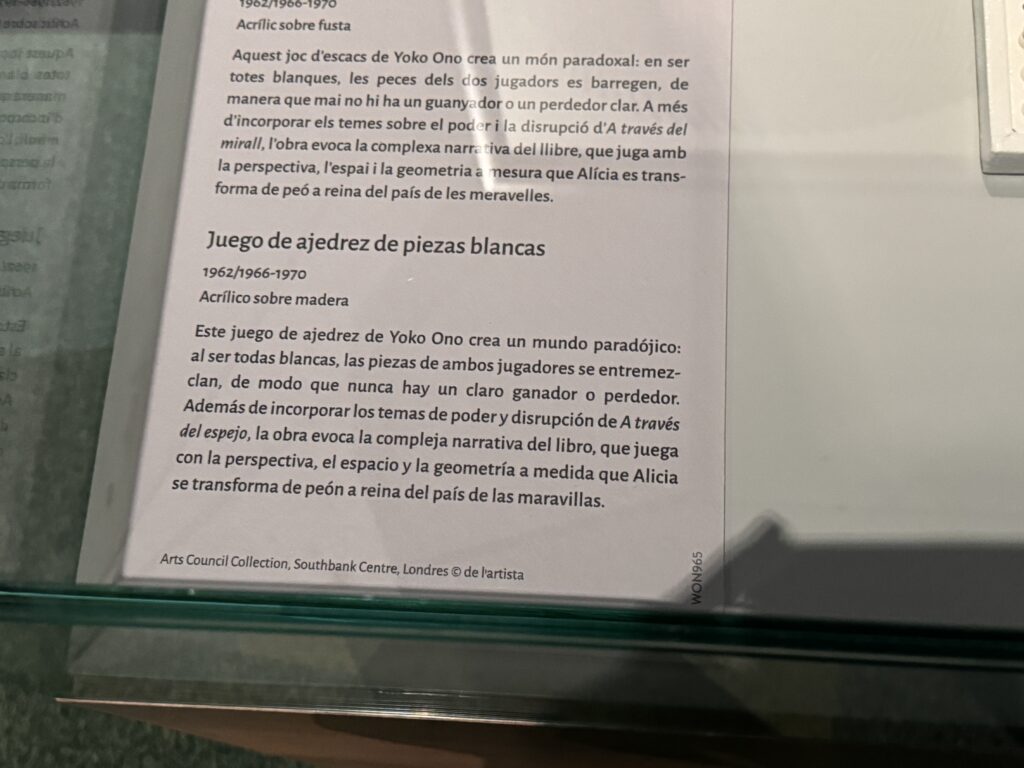 1962/1966-1970
Acrílic sobre fusta
Aquest joc d'escacs de Yoko Ono crea un món paradoxal: en ser
totes blanques, les peces dels dos jugadors es barregen, de
manera que mai no hi ha un guanyador o un perdedor clar. A més
d'incorporar els temes sobre el poder i la disrupció d'A través del
mirall, l'obra evoca la complexa narrativa del llibre, que juga amb
la perspectiva, l'espai i la geometria a mesura que Alícia es trans-
forma de peó a reina del país de les meravelles.
Juego de ajedrez de piezas blancas
1962/1966-1970
Acrílico sobre madera
Este juego de ajedrez de Yoko Ono crea un mundo paradójico:
al ser todas blancas, las piezas de ambos jugadores se entremez-
clan, de modo que nunca hay un claro ganador o perdedor.
Además de incorporar los temas de poder y disrupción de A través
del espejo, la obra evoca la compleja narrativa del libro, que juega
con la perspectiva, el espacio y la geometría a medida que Alicia
se transforma de peón a reina del país de las maravillas.
Arts Council Collection, Southbank Centre, Londres © de l'artista
WON965